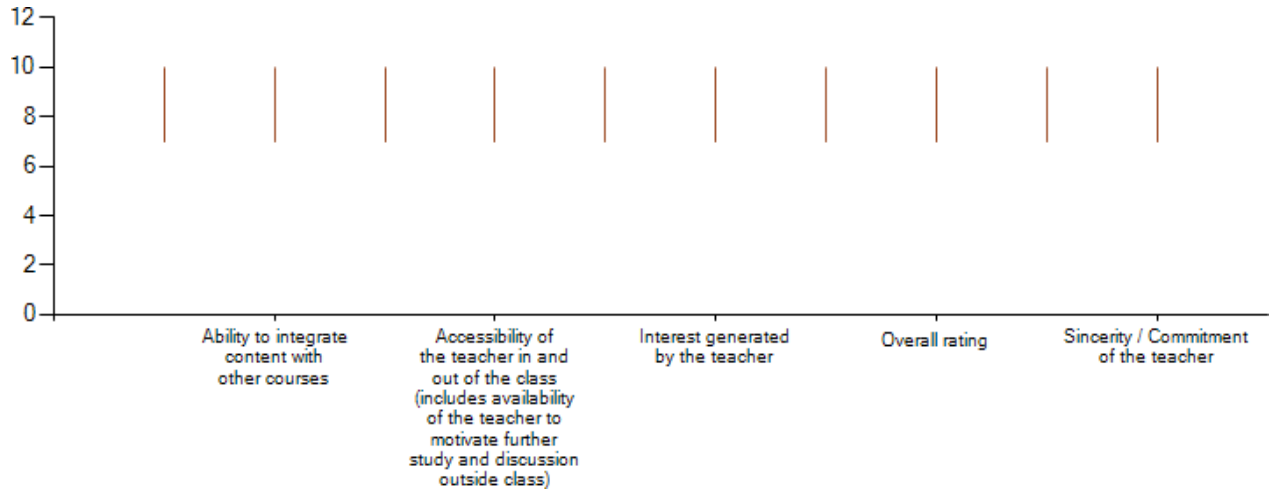 12
10
8
6
4
2
0
Ability to integrate
content with
other courses
Accessibility of
the teacher in and
out of the class
(includes availability
of the teacher to
motivate further
study and discussion
outside class)
Interest generated
by the teacher
Overall rating
Sincerity / Commitment
of the teacher